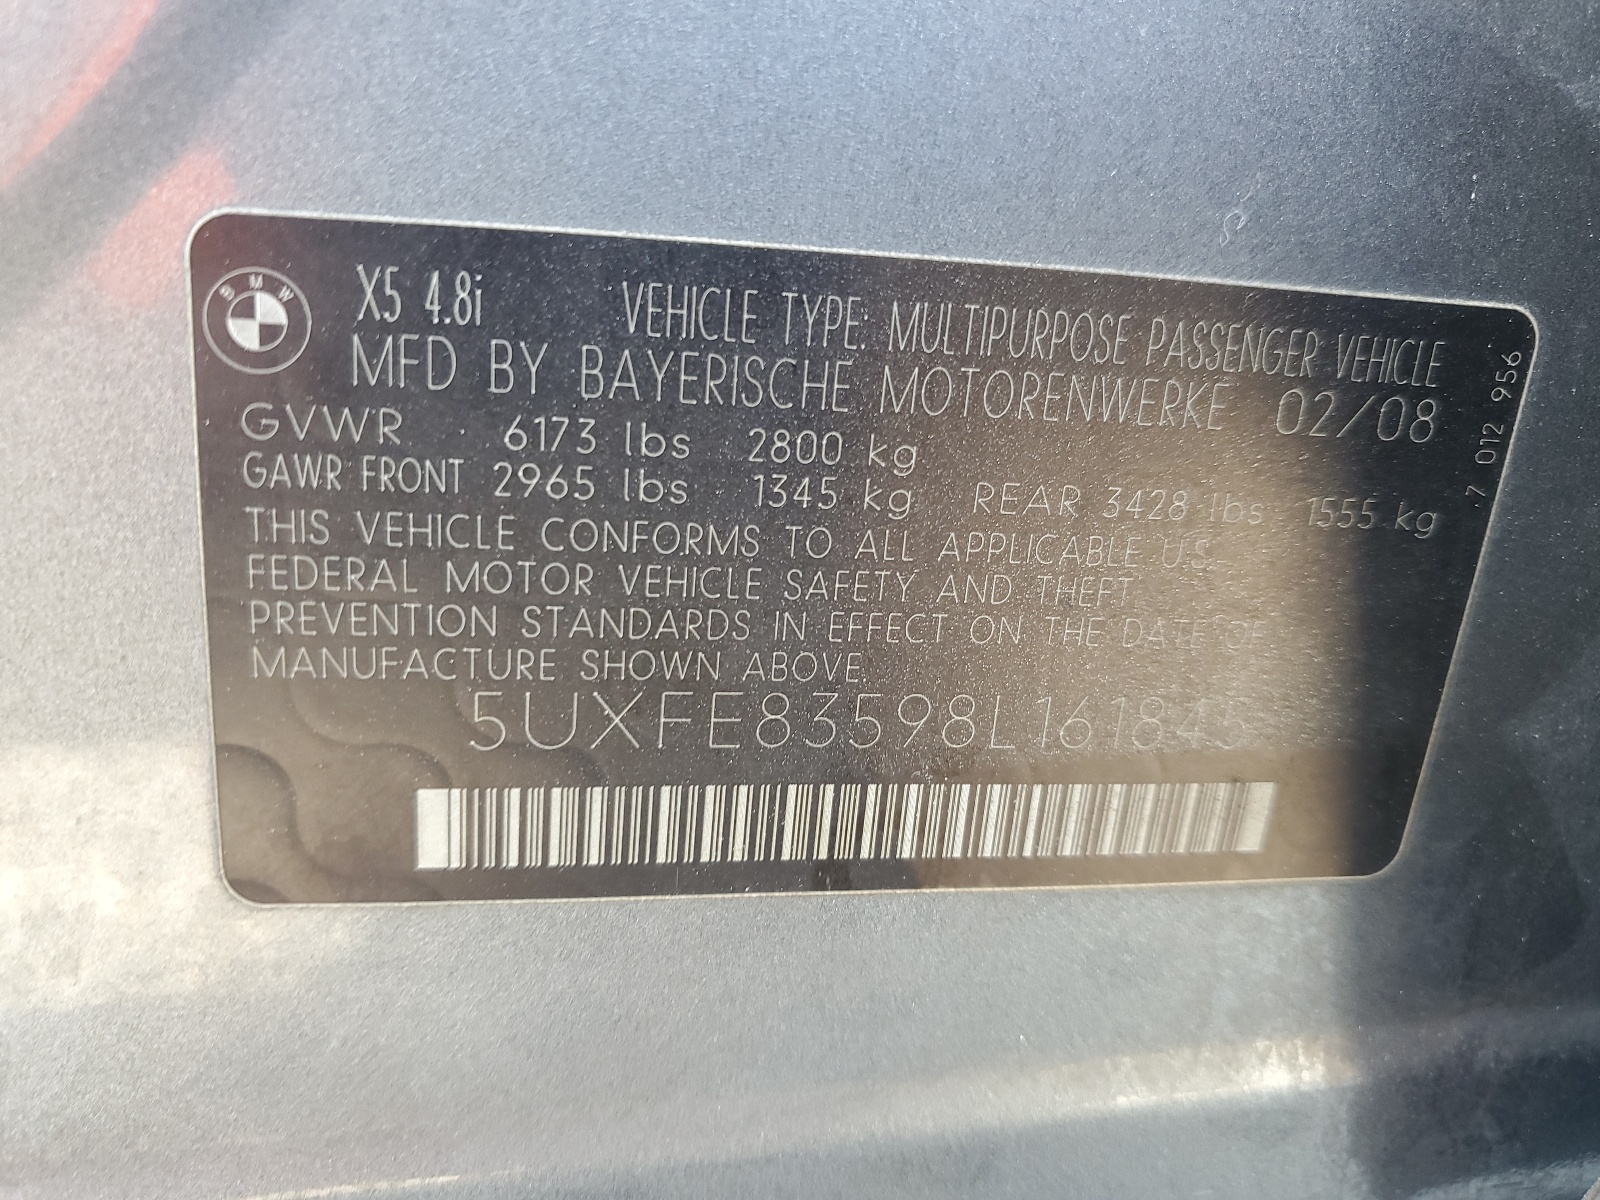 BMW
X5 4.8i VEHICLE TYPE: MULTIPURPOSE PASSENGER VEHICLE
MFD BY BAYERISCHE MOTORENWERKE 02/08
GVWR 6173 lbs 2800 kg
GAWR FRONT 2965 lbs 1345 kg REAR 3428 lbs 1555 kg
THIS VEHICLE CONFORMS TO ALL APPLICABLE U.S.
FEDERAL MOTOR VEHICLE SAFETY AND THEFT
PREVENTION STANDARDS IN EFFECT ON THE DATE OF
MANUFACTURE SHOWN ABOVE.
5UXFE83598L161845
7 012 956